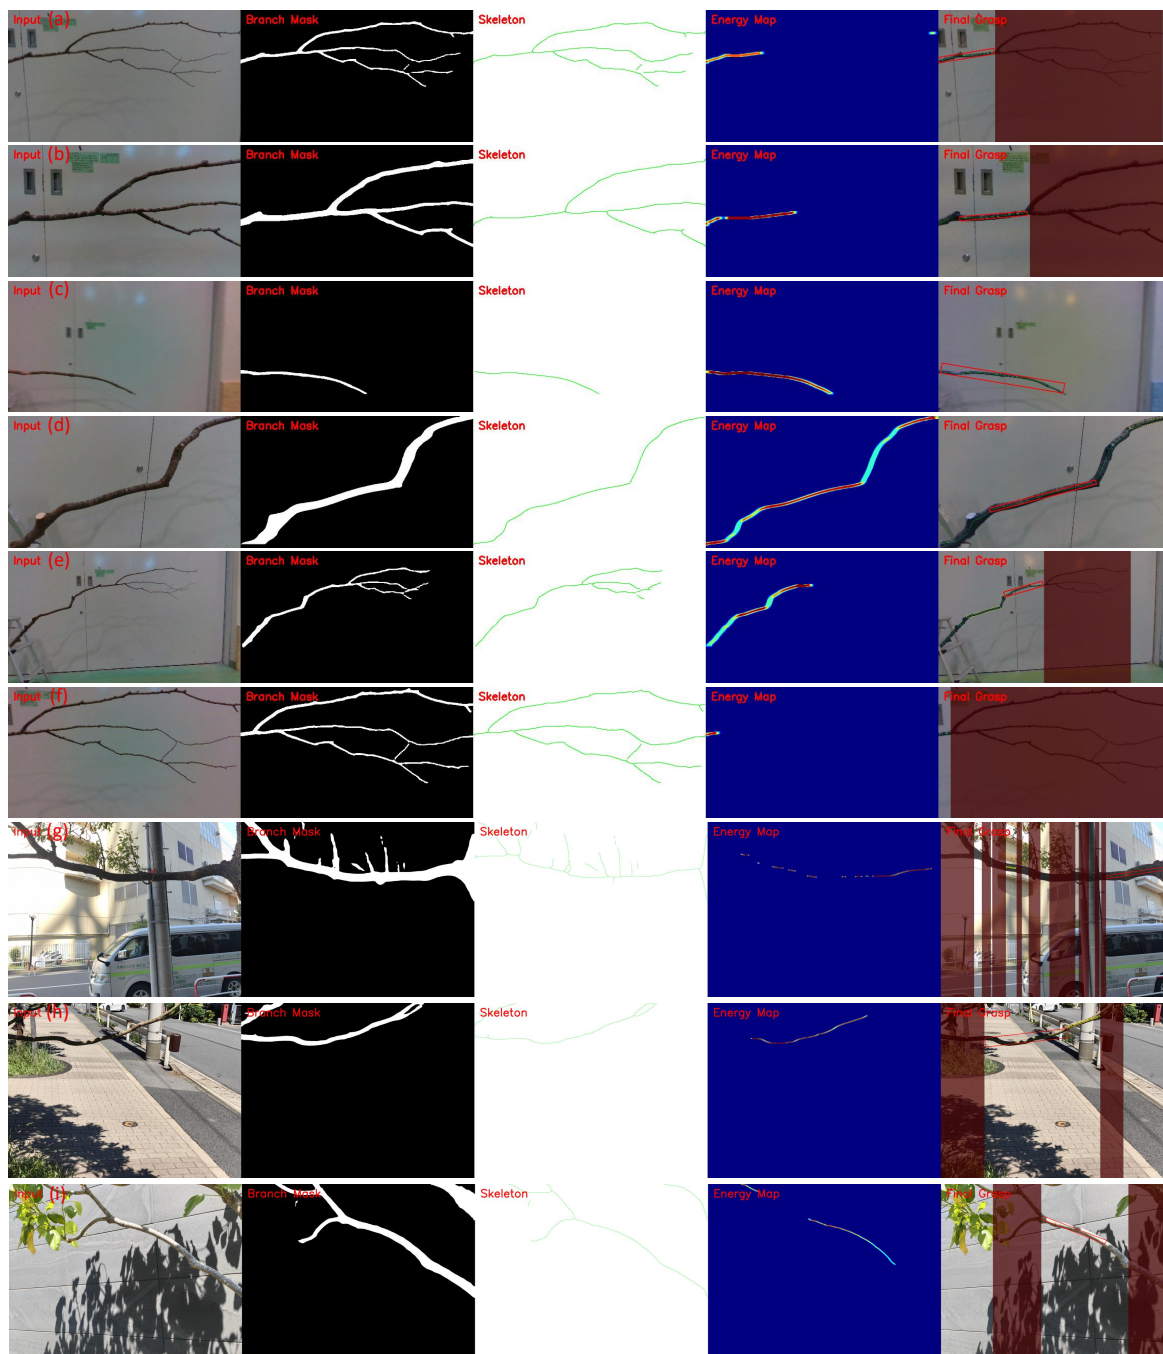 Input (a) Branch Mask Skeleton Energy Map Final Grasp
Input (b) Branch Mask Skeleton Energy Map Final Grasp
Input (c) Branch Mask Skeleton Energy Map Final Grasp
Input (d) Branch Mask Skeleton Energy Map Final Grasp
Input (e) Branch Mask Skeleton Energy Map Final Grasp
Input (f) Branch Mask Skeleton Energy Map Final Grasp
Input (g) Branch Mask Skeleton Energy Map Final Grasp
Input (h) Branch Mask Skeleton Energy Map Final Grasp
Input (i) Branch Mask Skeleton Energy Map Final Grasp